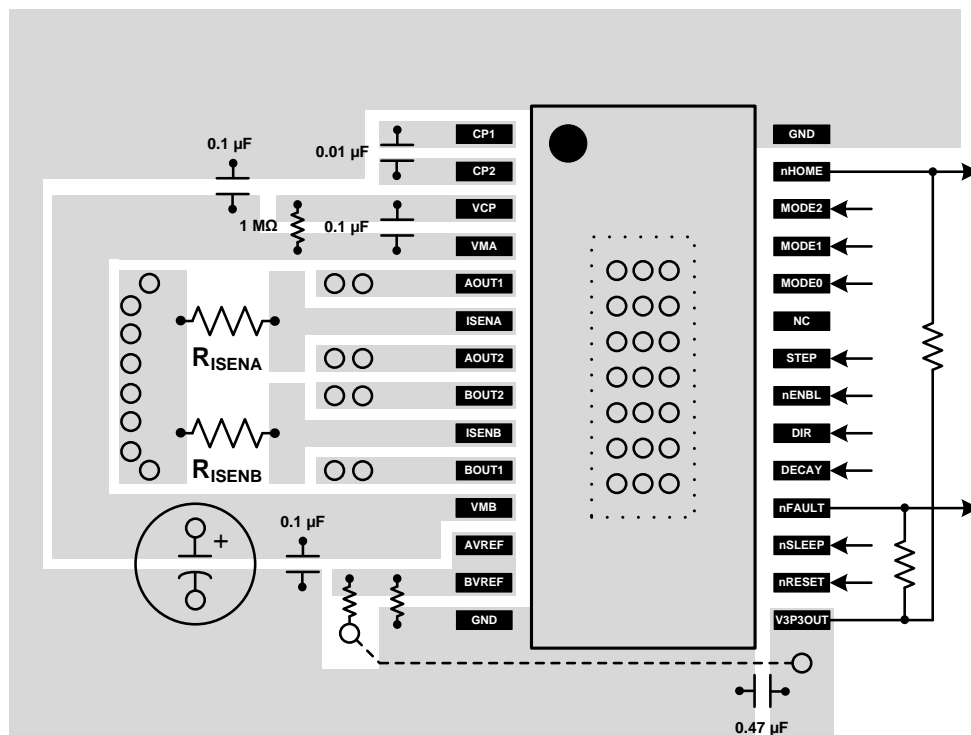 CP1
CP2
VCP
VMA
AOUT1
ISENA
AOUT2
BOUT2
ISENB
BOUT1
VMB
AVREF
BVREF
GND
GND
nHOME
MODE2
MODE1
MODE0
NC
STEP
nENBL
DIR
DECAY
nFAULT
nSLEEP
nRESET
V3P3OUT
0.1 µF
0.01 µF
1 MΩ
0.1 µF
RISENA
RISENB
+
0.1 µF
0.47 µF